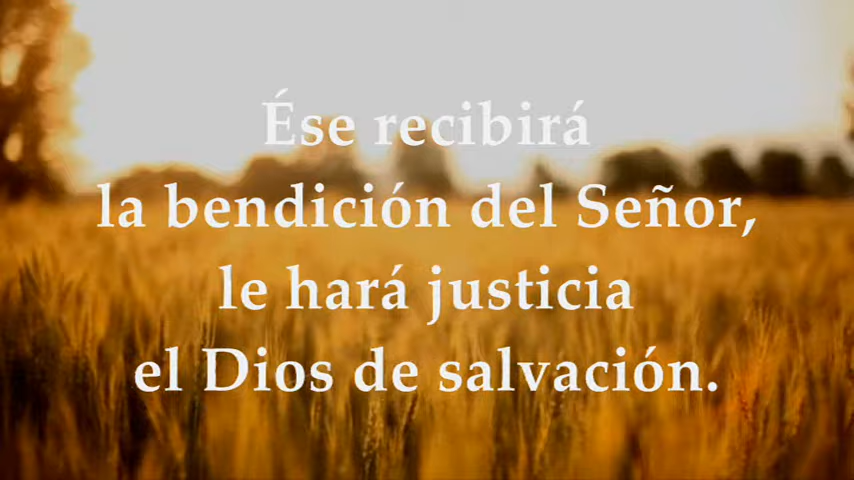 Ése recibirá
la bendición del Señor,
le hará justicia
el Dios de salvación.